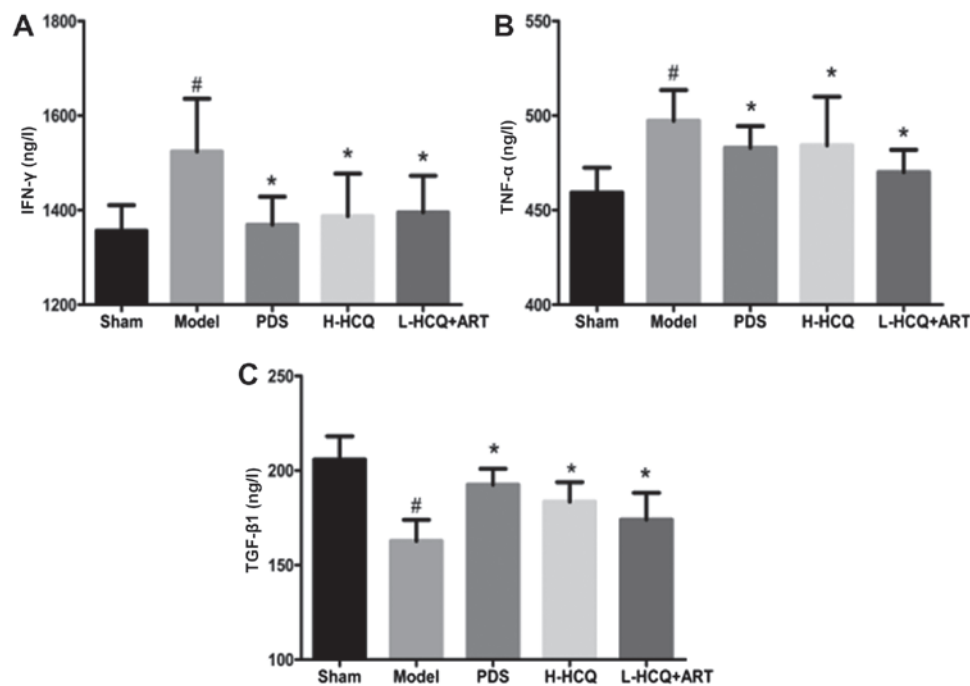 A
IFN-γ (ng/l)
1800
1600
1400
1200
#
*
*
*
Sham Model PDS H-HCQ L-HCQ+ART
B
TNF-α (ng/l)
550
500
450
400
#
*
*
*
Sham Model PDS H-HCQ L-HCQ+ART
C
TGF-β1 (ng/l)
250
200
150
100
#
*
*
*
Sham Model PDS H-HCQ L-HCQ+ART